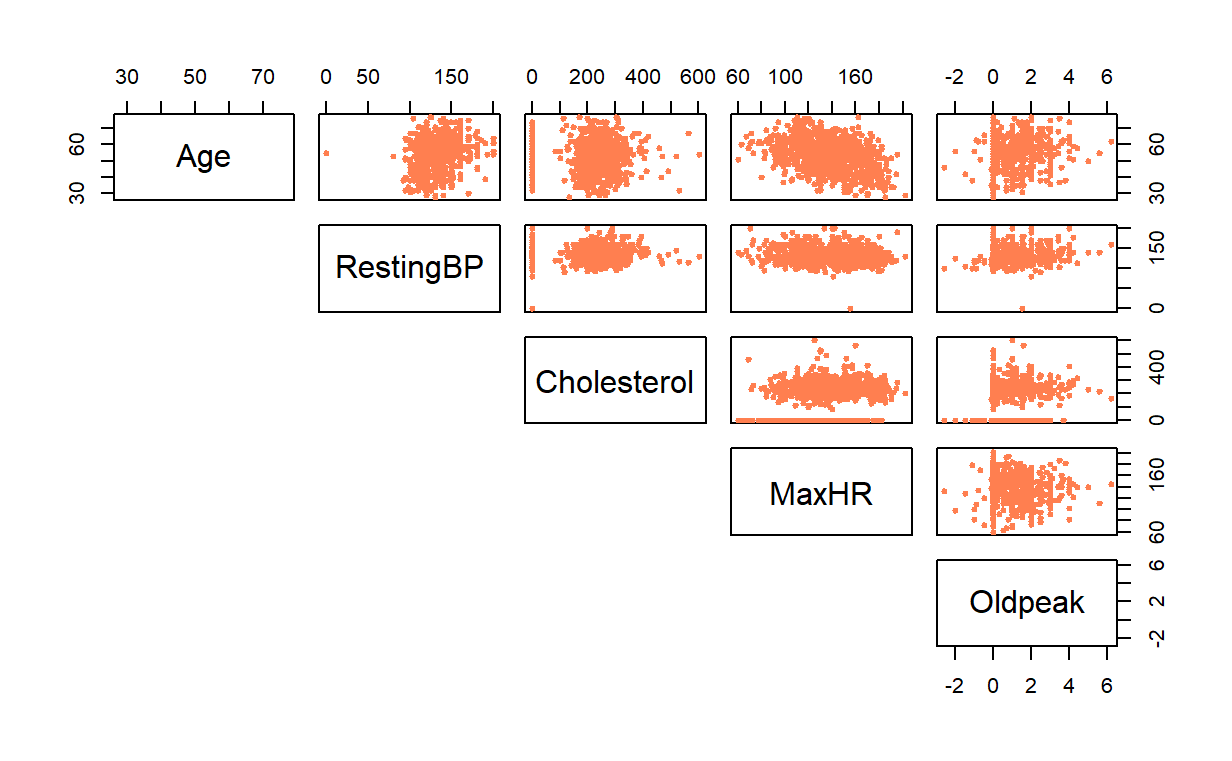 30 50 70 0 50 150 0 200 400 600 60 100 160 -2 0 2 4 6
30 60 Age 30 60
RestingBP 0 150
Cholesterol 0 400
MaxHR 60 160
Oldpeak -2 2 6
-2 0 2 4 6